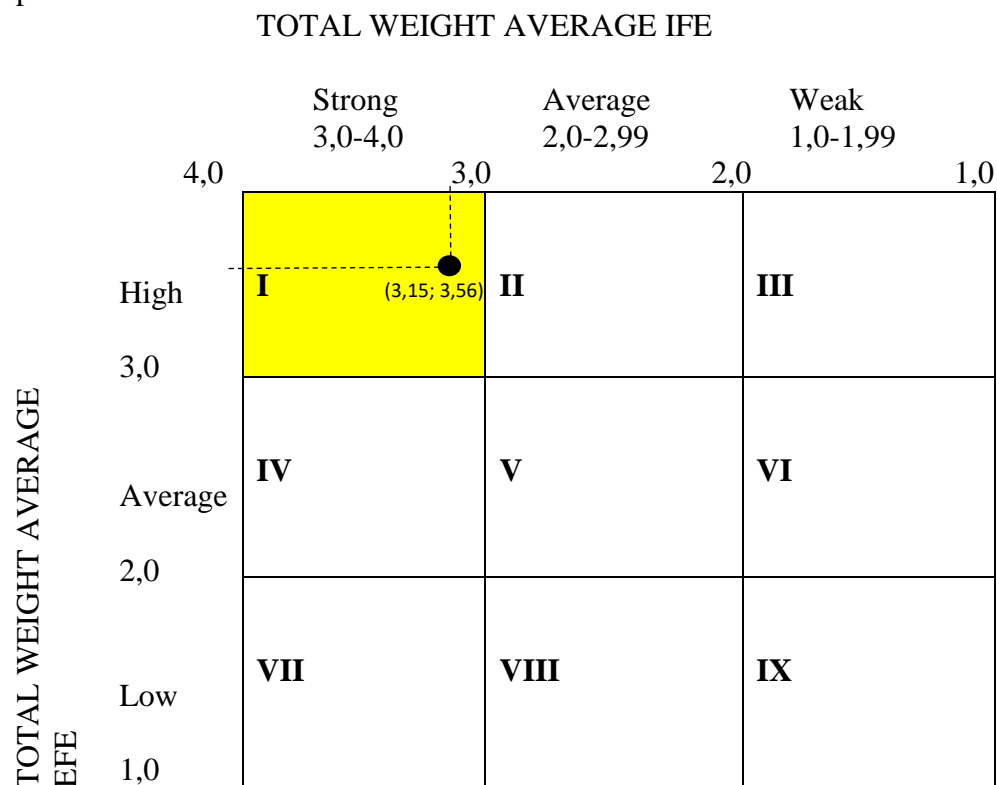 TOTAL WEIGHT AVERAGE IFE
Strong Average Weak
3,0-4,0 2,0-2,99 1,0-1,99
4,0 3,0 2,0 1,0
High I (3,15; 3,56) II III
3,0
IV V VI
Average
2,0
VII VIII IX
Low
1,0
TOTAL WEIGHT AVERAGE
EFE